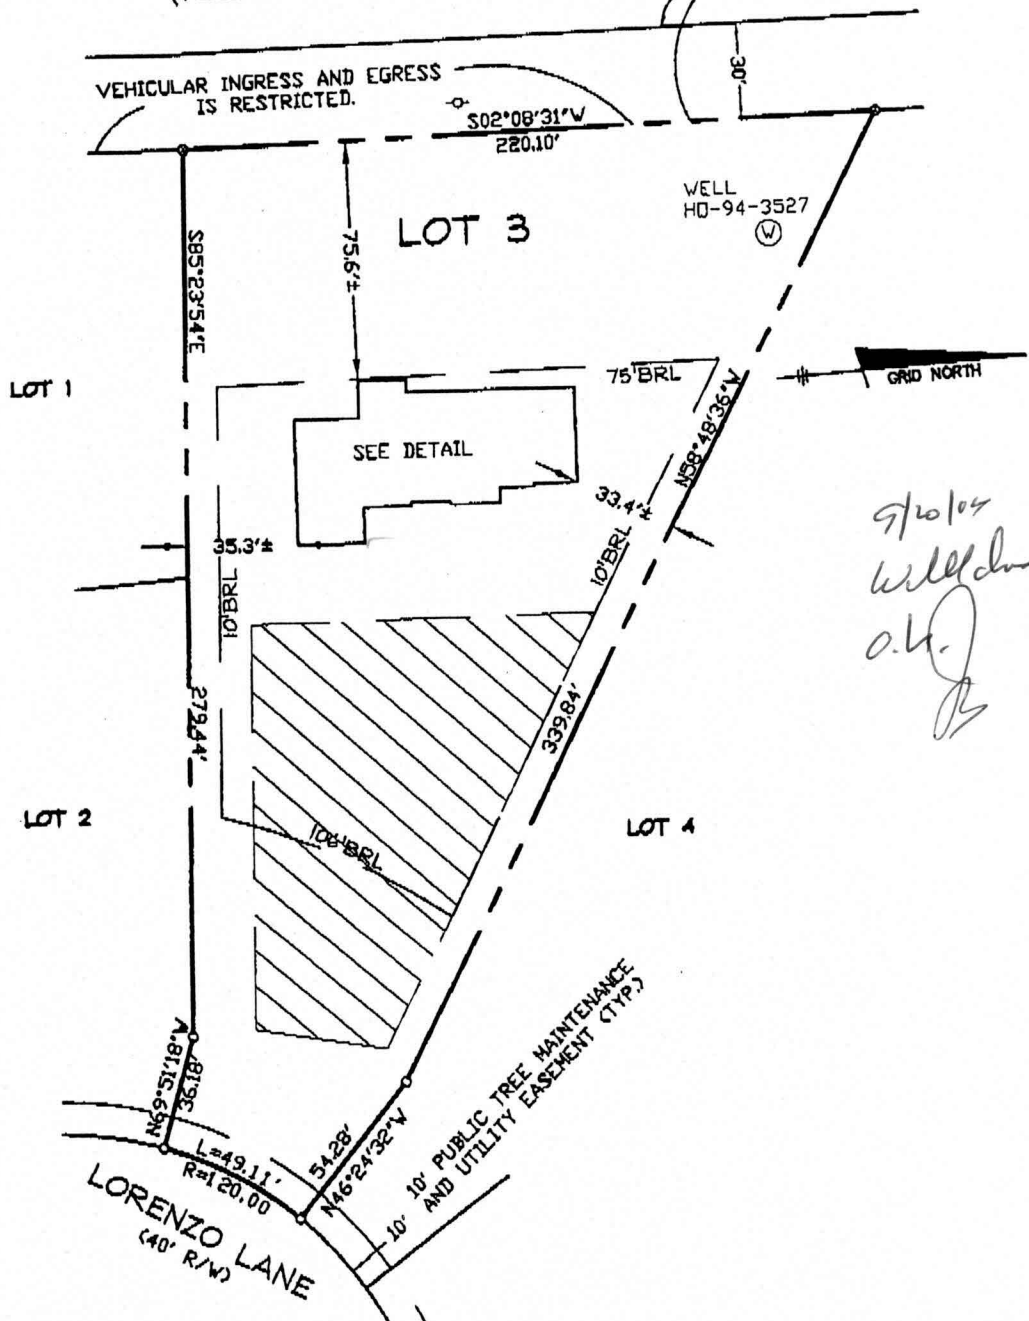 VEHICULAR INGRESS AND EGRESS
IS RESTRICTED.
S02°08'31"W
220.10'
30'
WELL
HO-94-3527
W
LOT 3
75.6'±
S85°23'54"E
LOT 1
75'BRL
GRID NORTH
SEE DETAIL
N58°48'36"W
33.4'±
35.3'±
10'BRL
10'BRL
9/20/04
O.K.
279.44'
339.84'
LOT 2
LOT 4
BRL
N69°51'18"W
36.18'
L=49.11'
R=120.00
54.28'
N46°24'32"W
10' PUBLIC TREE MAINTENANCE
AND UTILITY EASEMENT (TYP.)
10'
LORENZO LANE
(40' R/W)